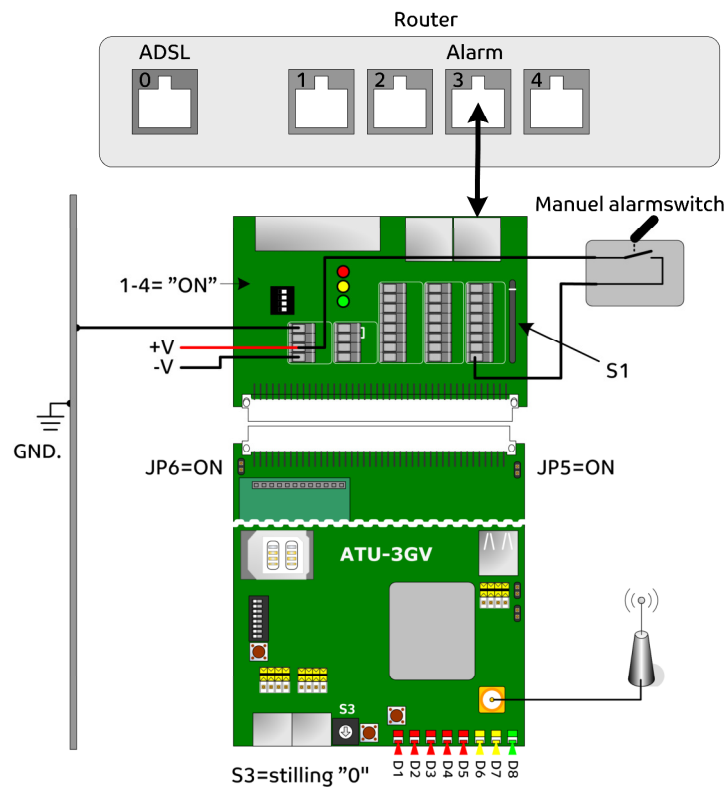 Router
ADSL
Alarm
0
1
2
3
4
Manuel alarmswitch
1-4= ”ON”
+V
-V
S1
GND.
JP6=ON
JP5=ON
ATU-3GV
S3
S3=stilling ”0"
D1
D2
D3
D4
D5
D6
D7
D8